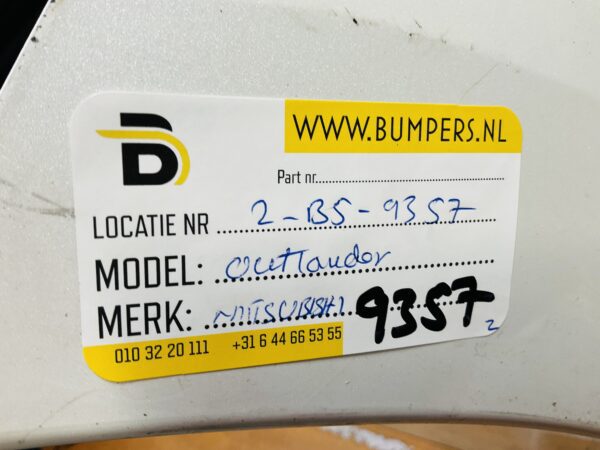 B
WWW.BUMPERS.NL
Part nr.
LOCATIE NR 2-B5-9357
MODEL: Outlander
MERK: MITSUBISHI 9357
2
010 32 20 111 +31 6 44 66 53 55